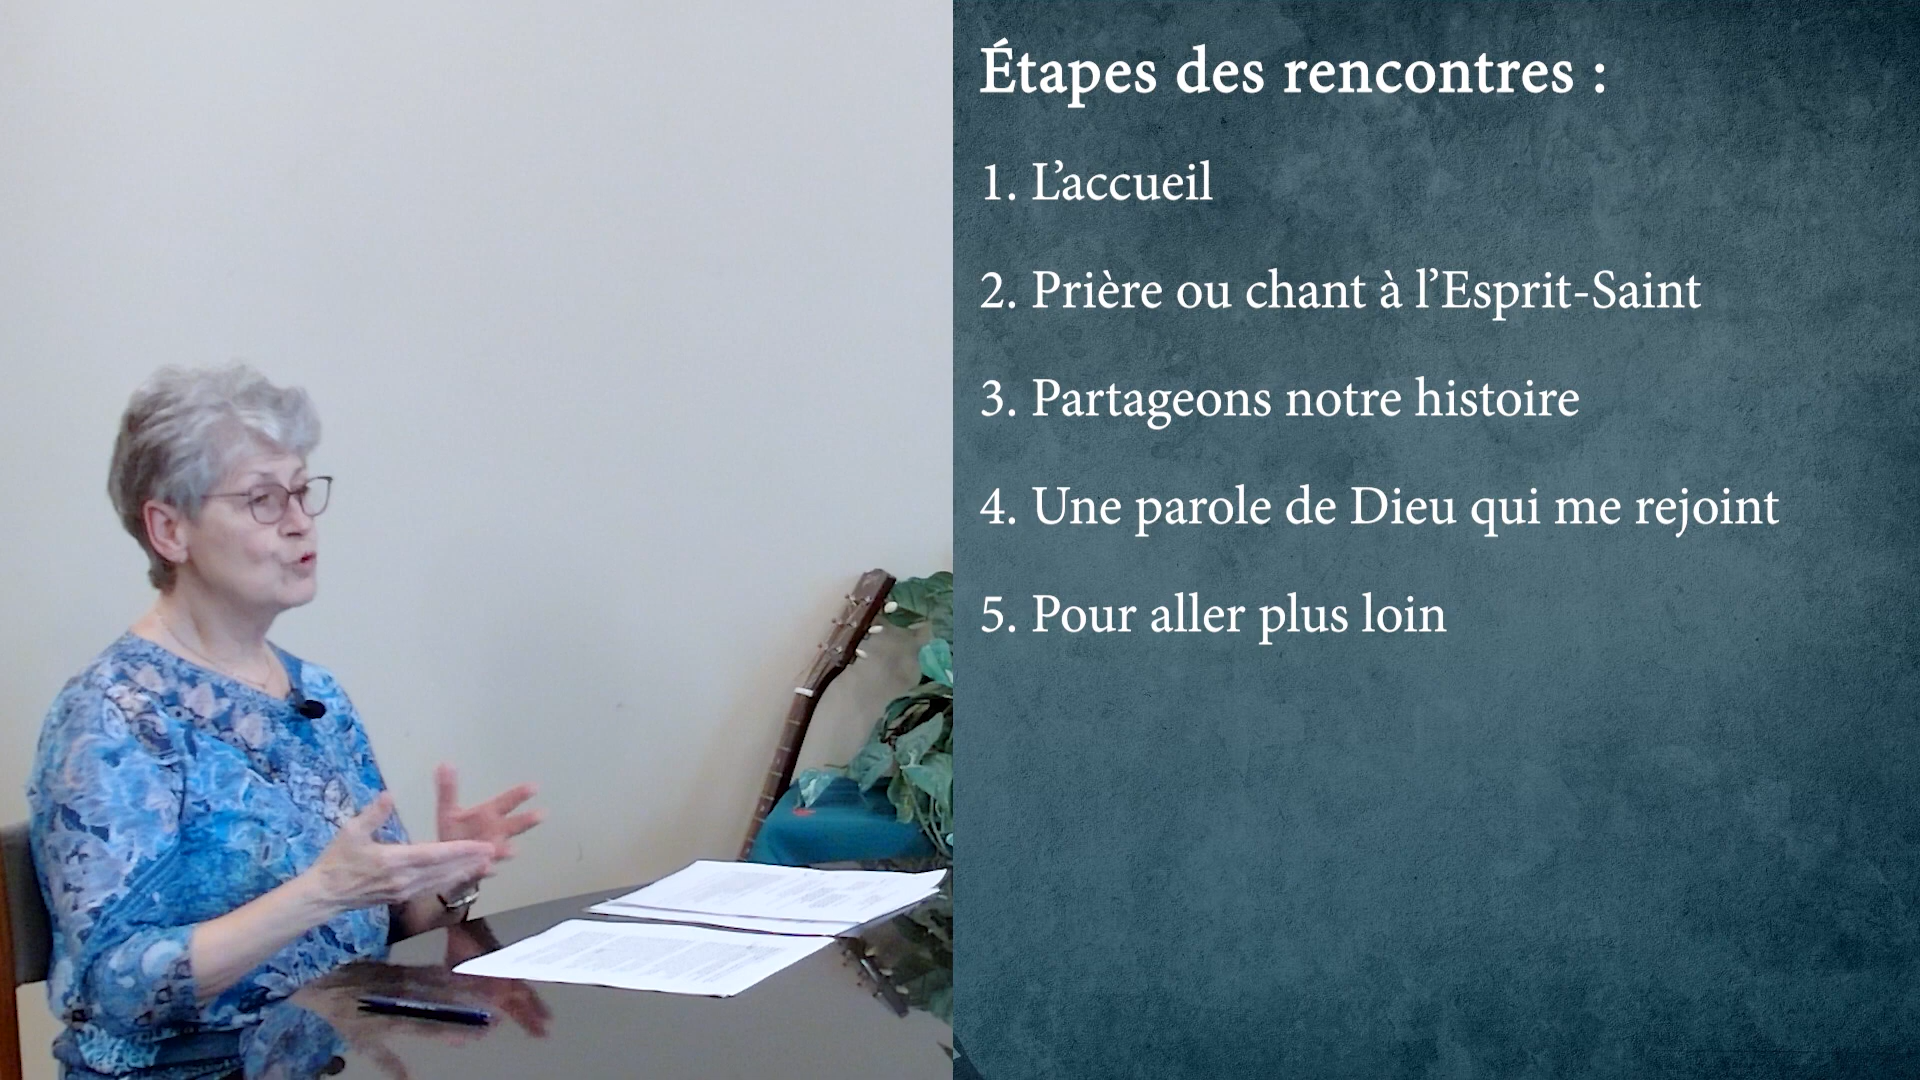 Étapes des rencontres :
1. L’accueil
2. Prière ou chant à l’Esprit-Saint
3. Partageons notre histoire
4. Une parole de Dieu qui me rejoint
5. Pour aller plus loin